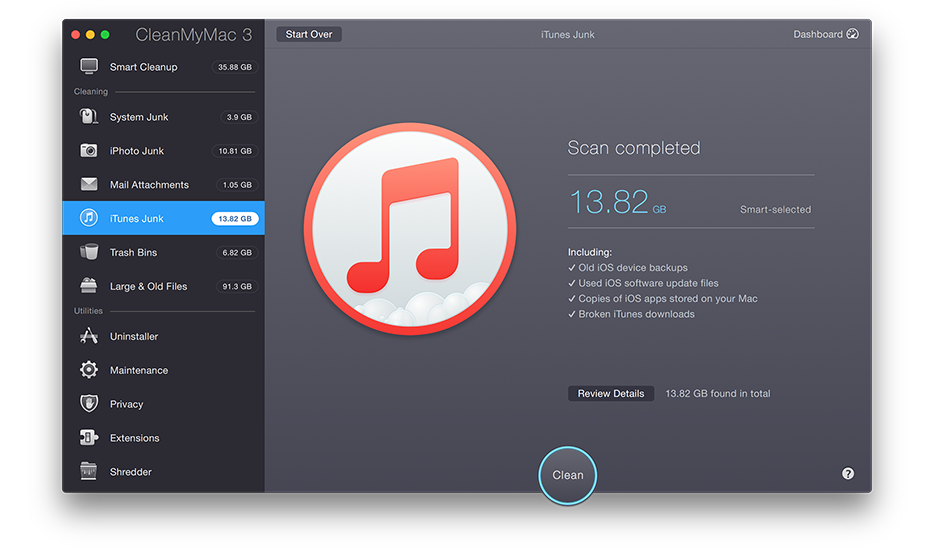 CleanMyMac 3
Smart Cleanup 35.88 GB
Cleaning
System Junk 3.9 GB
iPhoto Junk 10.81 GB
Mail Attachments 1.05 GB
iTunes Junk 13.82 GB
Trash Bins 6.82 GB
Large & Old Files 91.3 GB
Utilities
Uninstaller
Maintenance
Privacy
Extensions
Shredder
Start Over iTunes Junk Dashboard
Scan completed
13.82 GB Smart-selected
Including:
✓ Old iOS device backups
✓ Used iOS software update files
✓ Copies of iOS apps stored on your Mac
✓ Broken iTunes downloads
Review Details 13.82 GB found in total
Clean
?